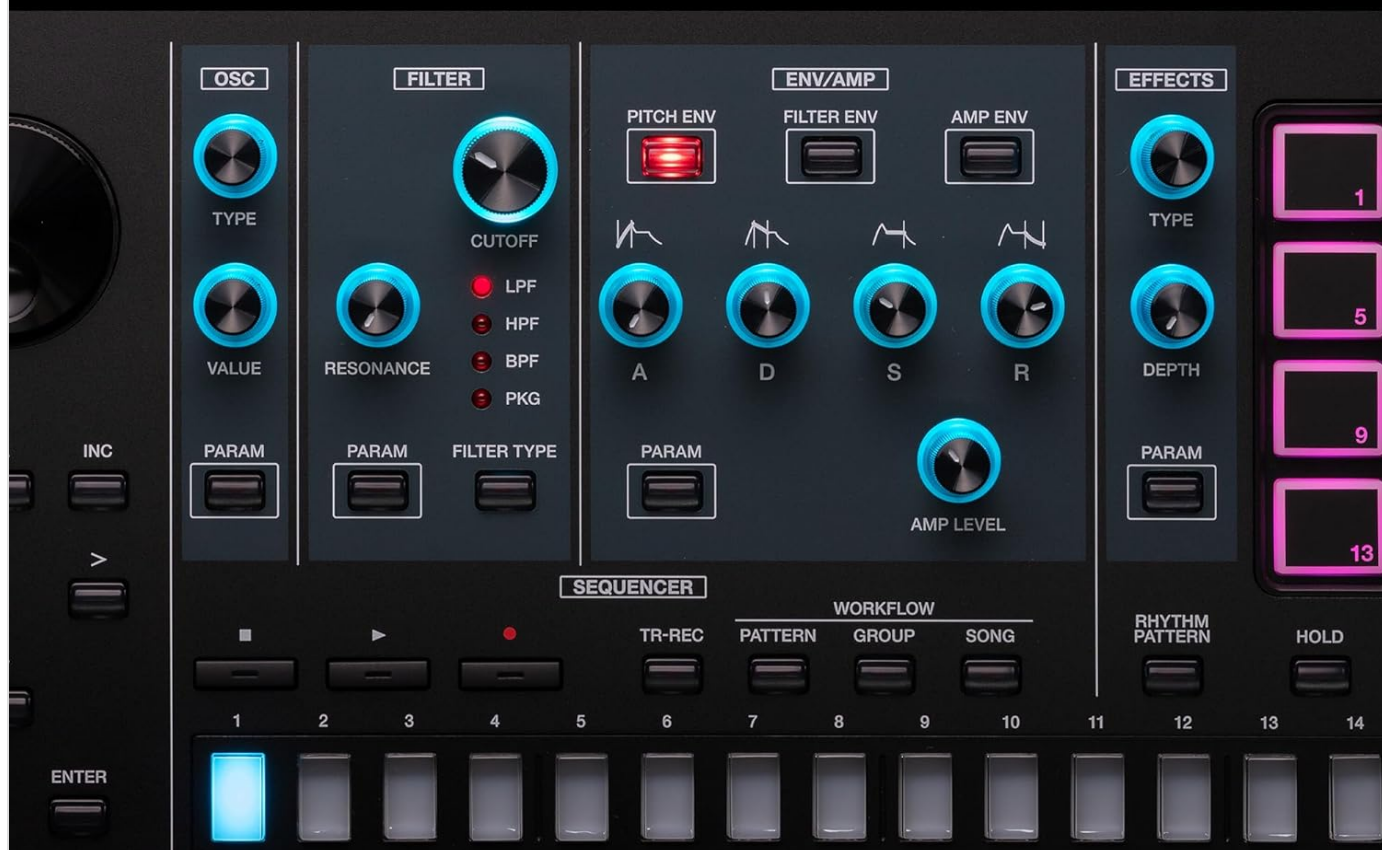 OSC
TYPE
VALUE
PARAM
FILTER
CUTOFF
RESONANCE
LPF
HPF
BPF
PKG
PARAM
FILTER TYPE
ENV/AMP
PITCH ENV
FILTER ENV
AMP ENV
A
D
S
R
PARAM
AMP LEVEL
EFFECTS
TYPE
DEPTH
PARAM
1
5
9
13
INC
>
ENTER
SEQUENCER
WORKFLOW
TR-REC
PATTERN
GROUP
SONG
RHYTHM
PATTERN
HOLD
1 2 3 4 5 6 7 8 9 10 11 12 13 14